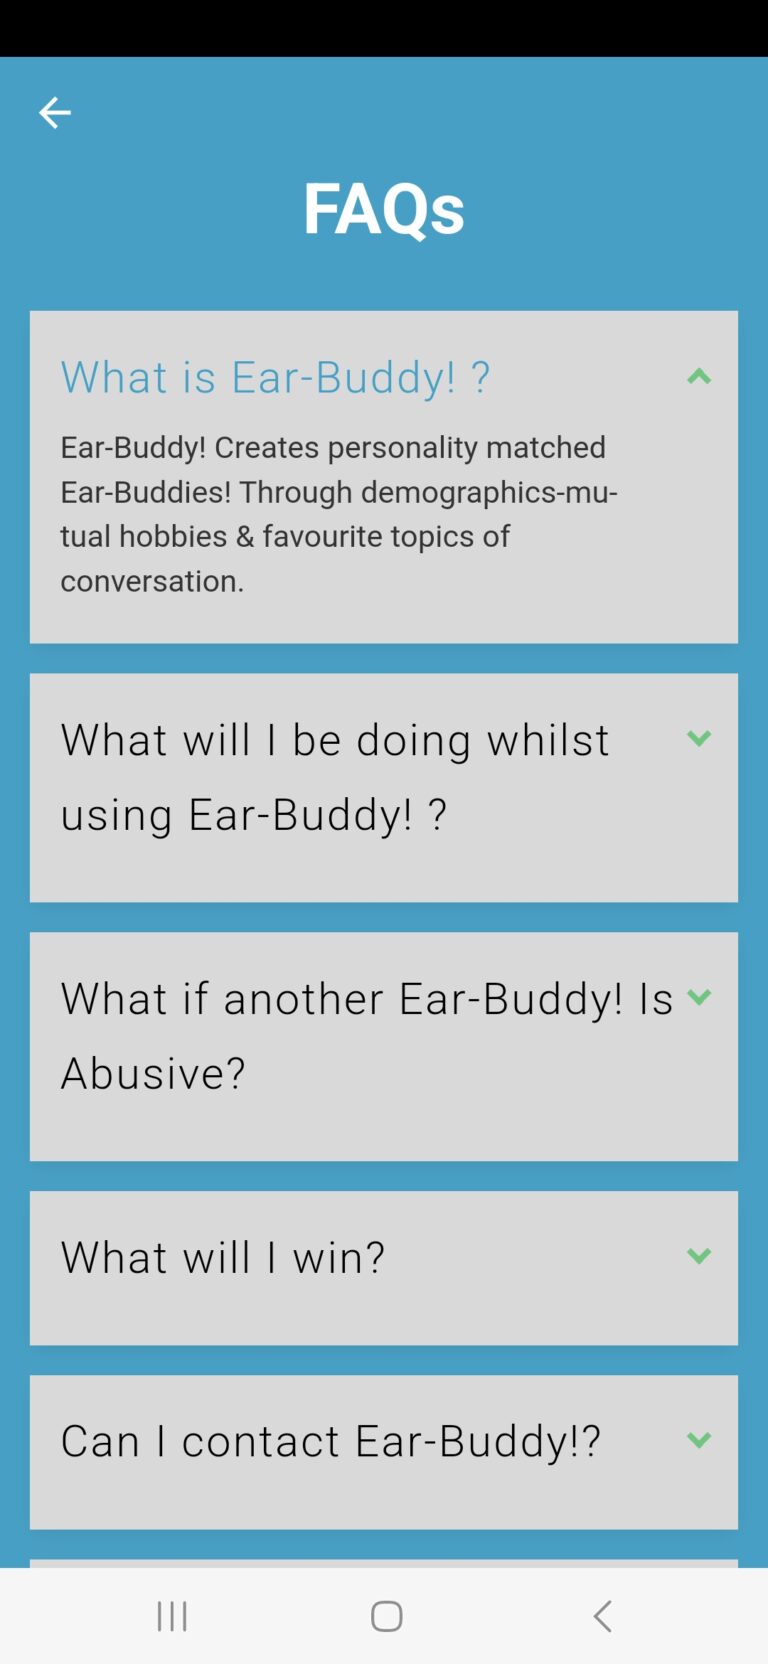 FAQs
What is Ear-Buddy! ?
Ear-Buddy! Creates personality matched
Ear-Buddies! Through demographics-mu-
tual hobbies & favourite topics of
conversation.
What will I be doing whilst
using Ear-Buddy! ?
What if another Ear-Buddy! Is
Abusive?
What will I win?
Can I contact Ear-Buddy!?